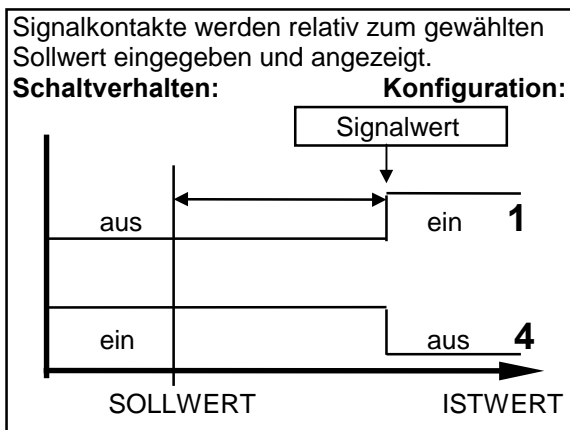 Signalkontakte werden relativ zum gewählten
Sollwert eingegeben und angezeigt.
Schaltverhalten: Konfiguration:
Signalwert
aus ein 1
ein aus 4
SOLLWERT ISTWERT